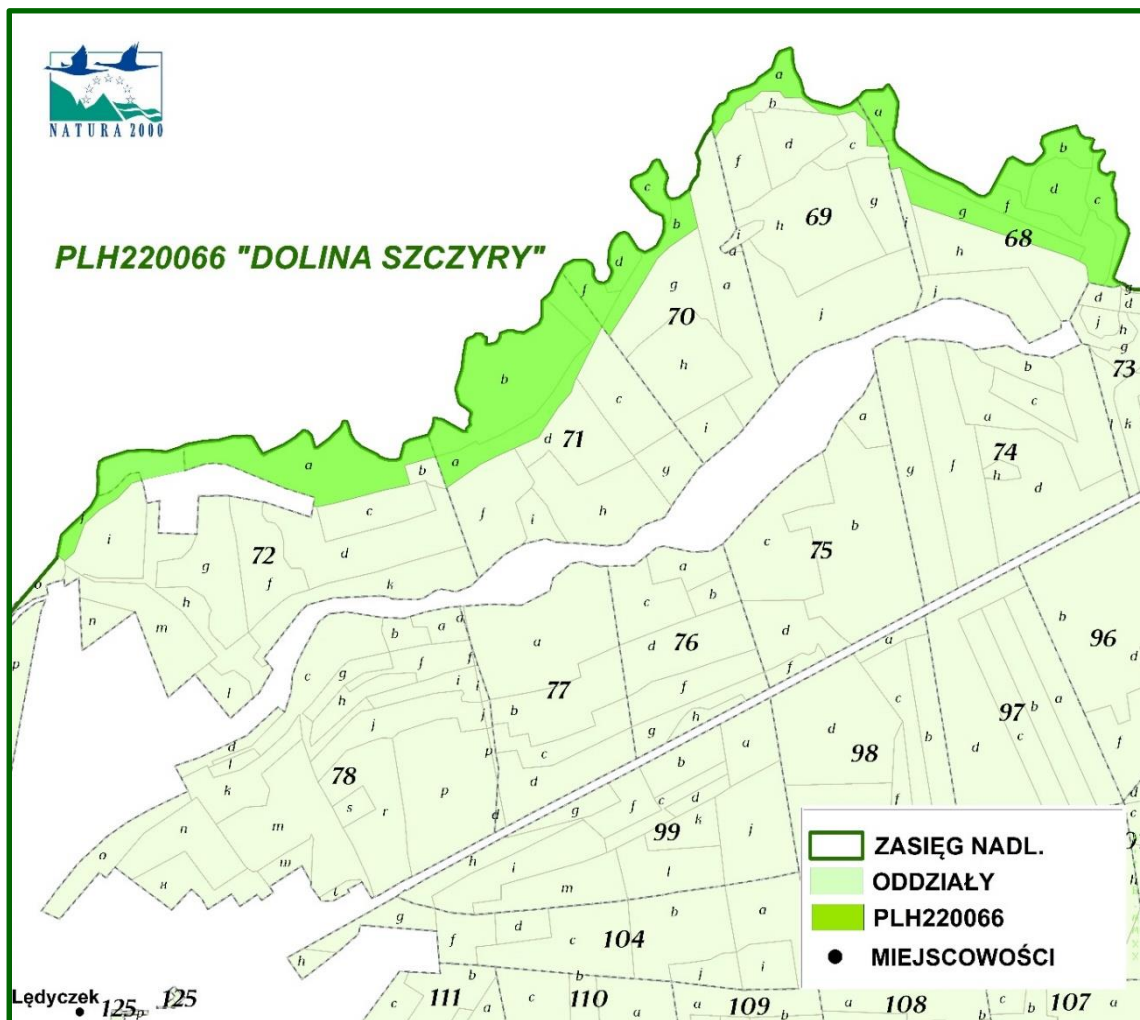 NATURA 2000
PLH220066 "DOLINA SZCZYRY"
a
b
a
f
d
c
b
c
d
c
b
69
g
d
f
g
68
h
i
h
g
a
f
70
j
j
d
g
d
j
h
g
73
b
h
c
b
a
c
k
71
d
i
a
g
f
74
h
d
a
b
a
c
g
f
i
h
75
b
c
i
g
72
d
f
k
h
n
m
l
o
p
a
c
b
76
d
f
g
h
b
96
d
a
f
d
f
a
77
b
c
d
b
a
d
f
f
c
g
h
i
i
j
j
p
78
s
r
p
d
l
k
n
m
o
a
c
b
97
b
a
d
c
d
98
f
a
b
c
d
f
g
k
99
j
h
i
m
l
g
f
d
c
104
b
a
j
i
h
ZASIĘG NADL.
ODDZIAŁY
PLH220066
MIEJSCOWOŚCI
Lędyczek
125
125
c
b
111
d
c
b
110
a
a
109
b
a
108
b
c
b
107
a